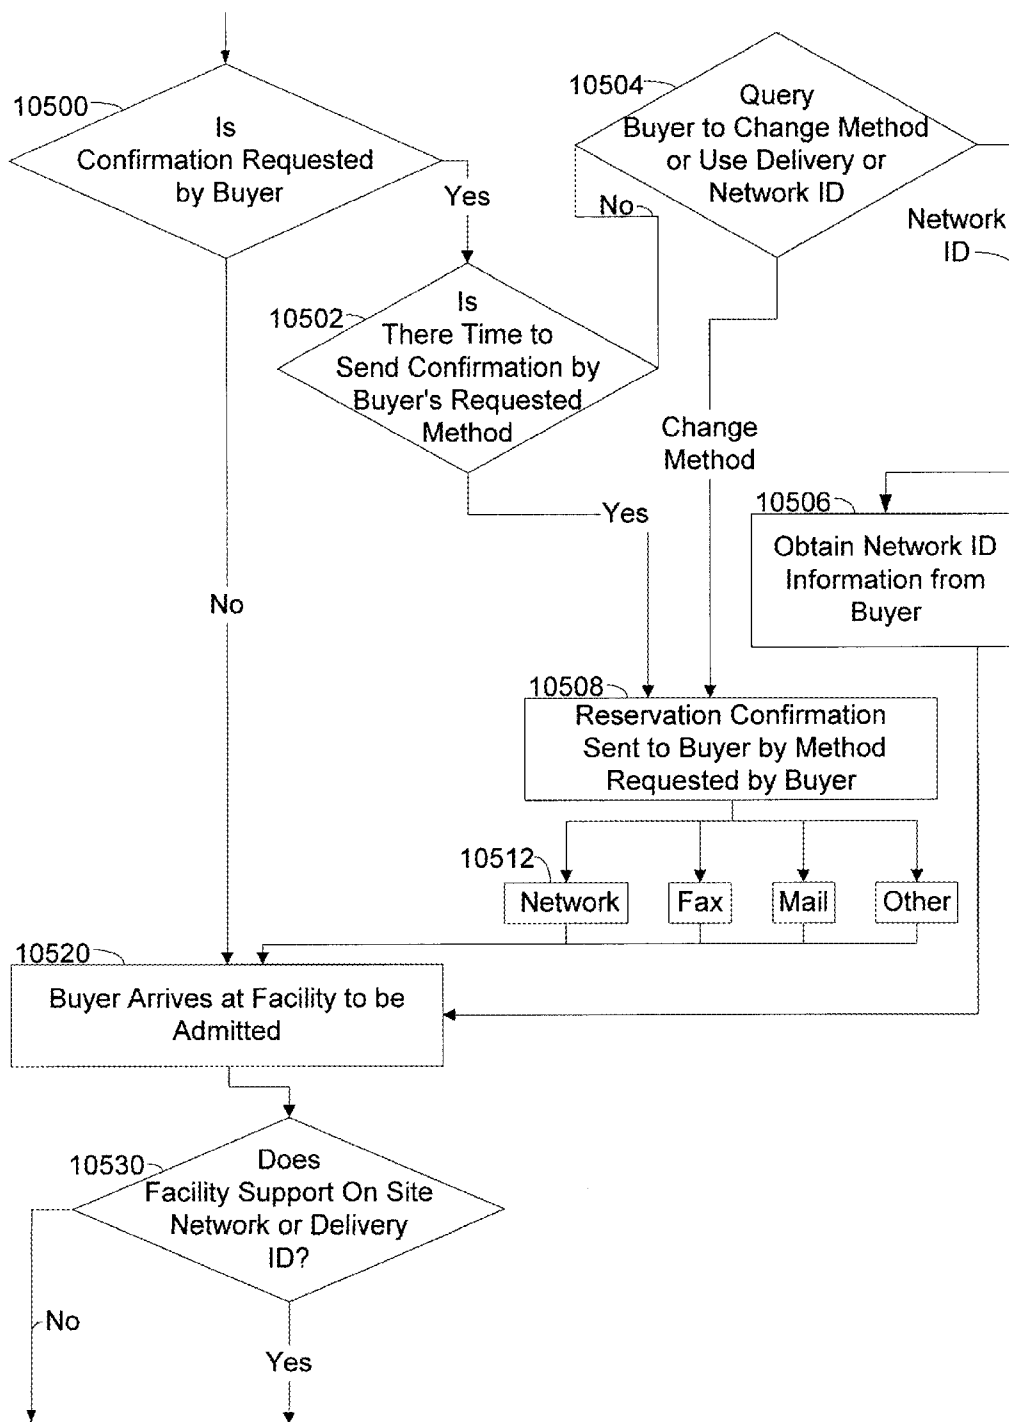 10500
Is
Confirmation Requested
by Buyer
Yes
10504
Query
Buyer to Change Method
or Use Delivery or
Network ID
No
Network
ID
10502
Is
There Time to
Send Confirmation by
Buyer's Requested
Method
Change
Method
Yes
10506
Obtain Network ID
Information from
Buyer
No
10508
Reservation Confirmation
Sent to Buyer by Method
Requested by Buyer
10512
Network
Fax
Mail
Other
10520
Buyer Arrives at Facility to be
Admitted
10530
Does
Facility Support On Site
Network or Delivery
ID?
No
Yes